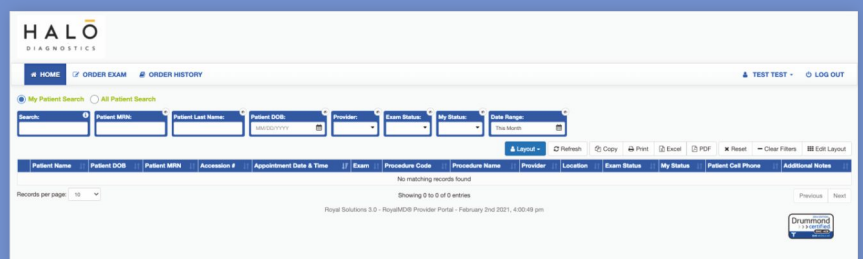 HALŌ
DIAGNOSTICS
HOME ORDER EXAM ORDER HISTORY TEST TEST LOG OUT
My Patient Search All Patient Search
Search: Patient MRN: Patient Last Name: Patient DOB: Provider: Exam Status: My Status: Date Range:
MM/DD/YYYY This Month
Layout Refresh Copy Print Excel PDF Reset Clear Filters Edit Layout
Patient Name Patient DOB Patient MRN Accession # Appointment Date & Time Exam Procedure Code Procedure Name Provider Location Exam Status My Status Patient Cell Phone Additional Notes
No matching records found
Records per page: 10 Showing 0 to 0 of 0 entries Previous Next
Royal Solutions 3.0 - RoyalMD® Provider Portal - February 2nd 2021, 4:00:49 pm
Drummond
certified